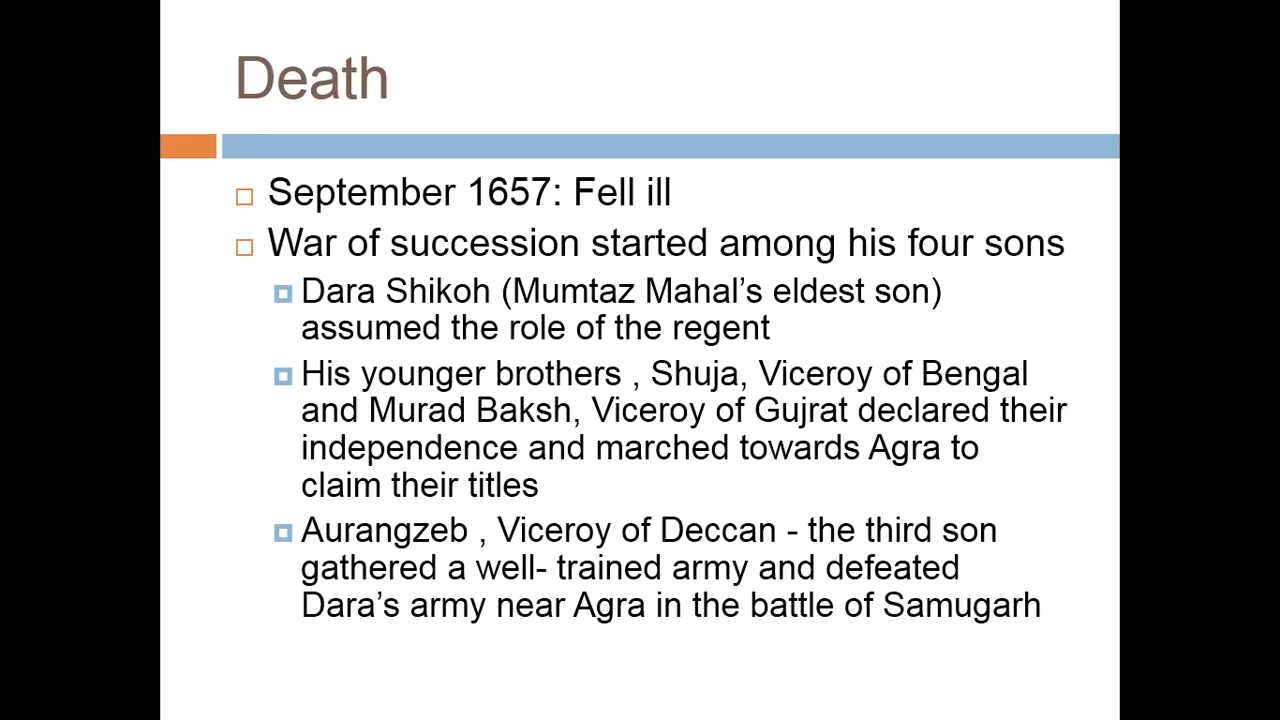 Death
September 1657: Fell ill
War of succession started among his four sons
Dara Shikoh (Mumtaz Mahal’s eldest son)
assumed the role of the regent
His younger brothers , Shuja, Viceroy of Bengal
and Murad Baksh, Viceroy of Gujrat declared their
independence and marched towards Agra to
claim their titles
Aurangzeb , Viceroy of Deccan - the third son
gathered a well- trained army and defeated
Dara’s army near Agra in the battle of Samugarh